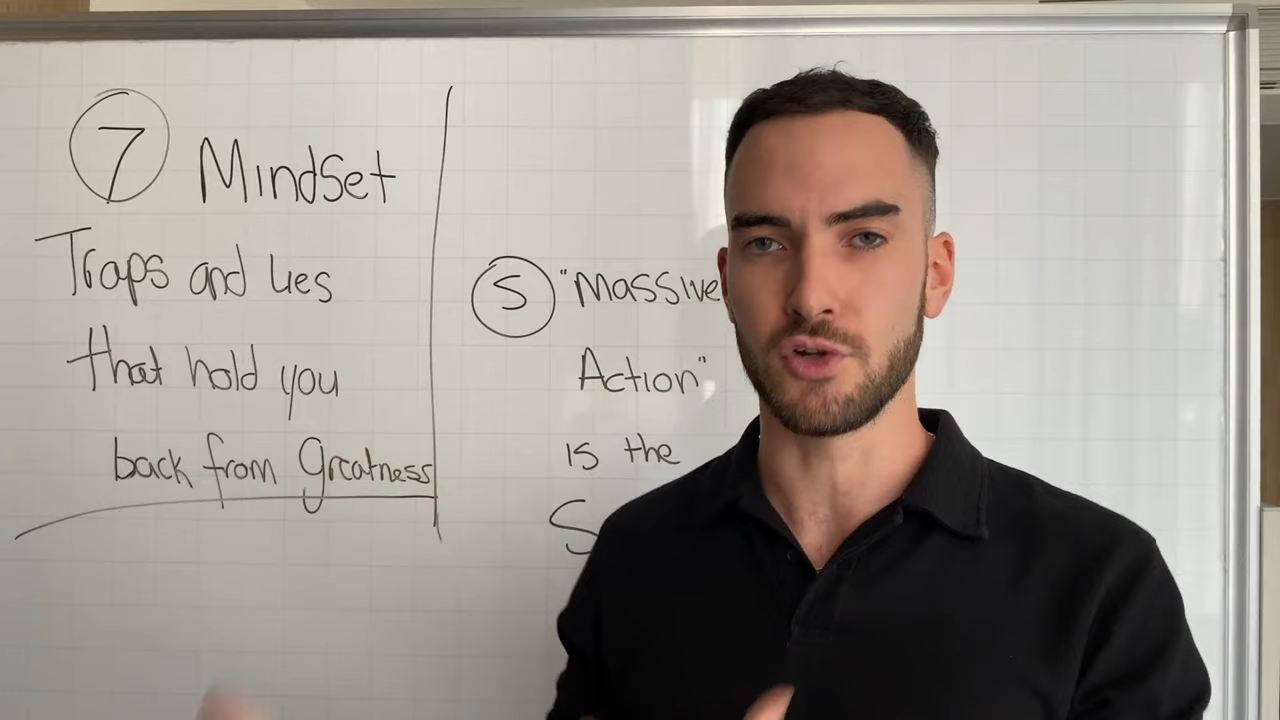 7 MindSet
Traps and lies
that hold you
back from Greatness
5 "Massive
Action"
is the
S